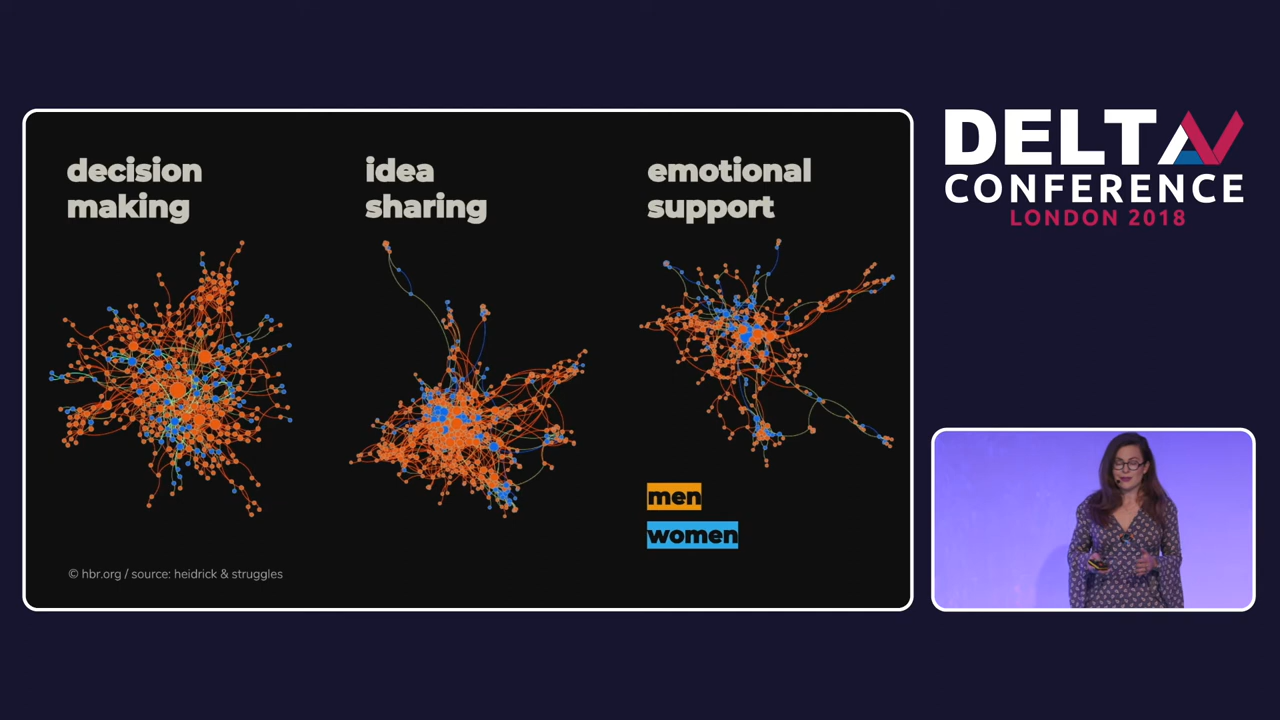 decision
making
idea
sharing
emotional
support
men
women
© hbr.org / source: heidrick & struggles
DELTA V
CONFERENCE
LONDON 2018